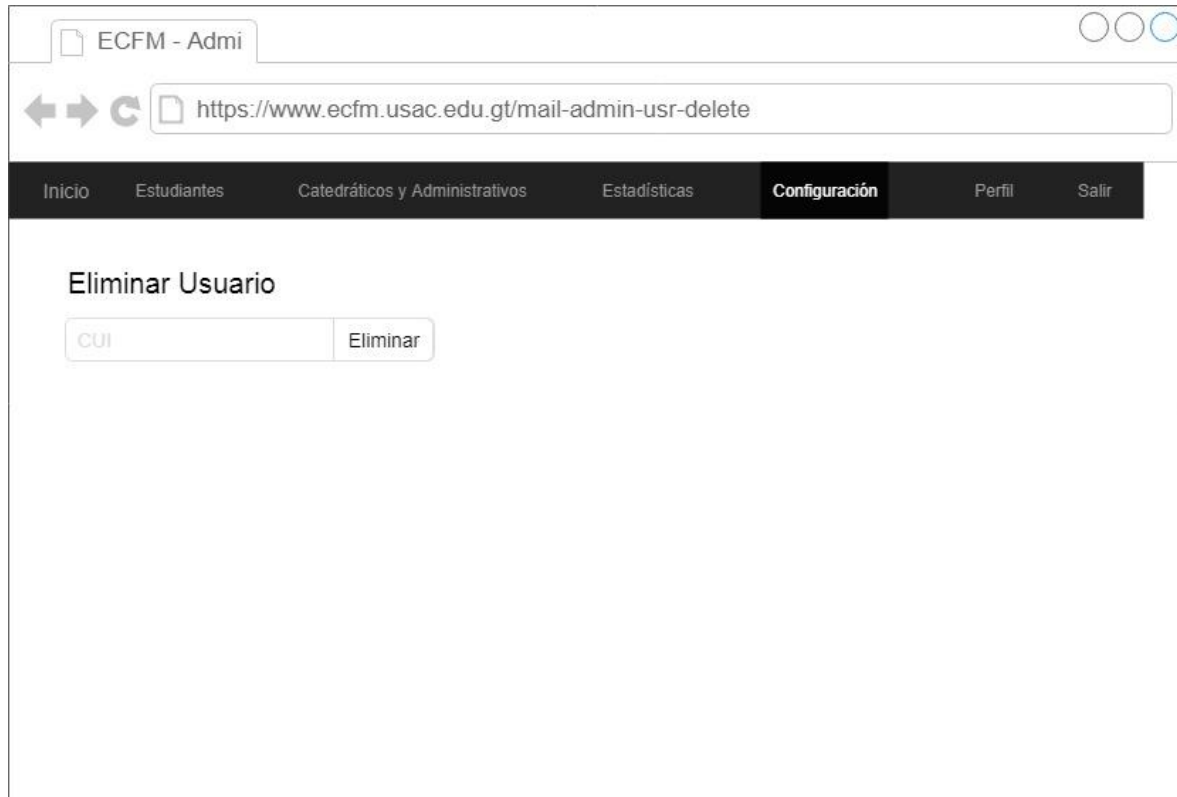 ECFM - Admi
https://www.ecfm.usac.edu.gt/mail-admin-usr-delete
Inicio Estudiantes Catedráticos y Administrativos Estadísticas Configuración Perfil Salir
Eliminar Usuario
CUI Eliminar